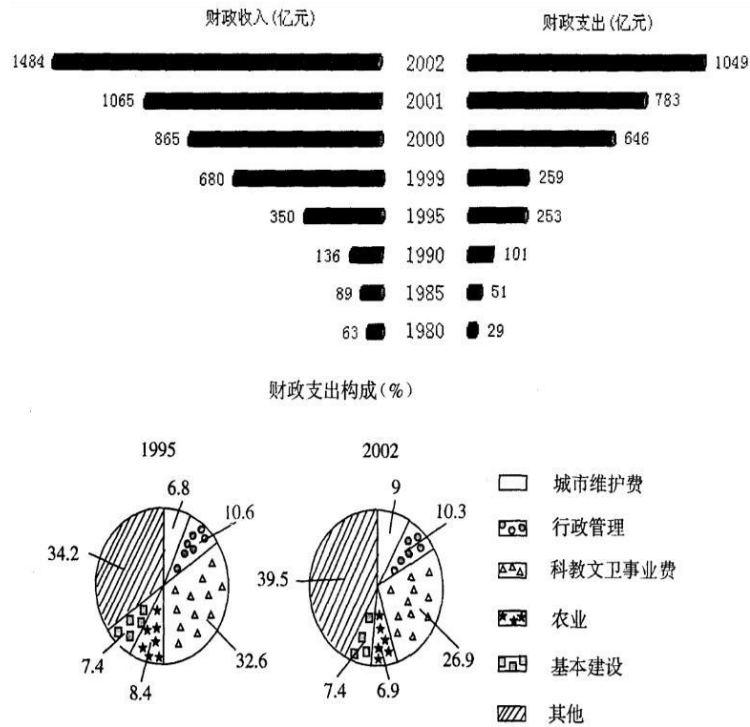 财政收入(亿元) 财政支出(亿元)
1484 2002 1049
1065 2001 783
865 2000 646
680 1999 259
350 1995 253
136 1990 101
89 1985 51
63 1980 29
财政支出构成(%)
1995 2002
6.8 9 城市维护费
10.6 10.3 行政管理
34.2 39.5 科教文卫事业费
农业
32.6 26.9 基本建设
7.4 8.4 7.4 6.9
其他